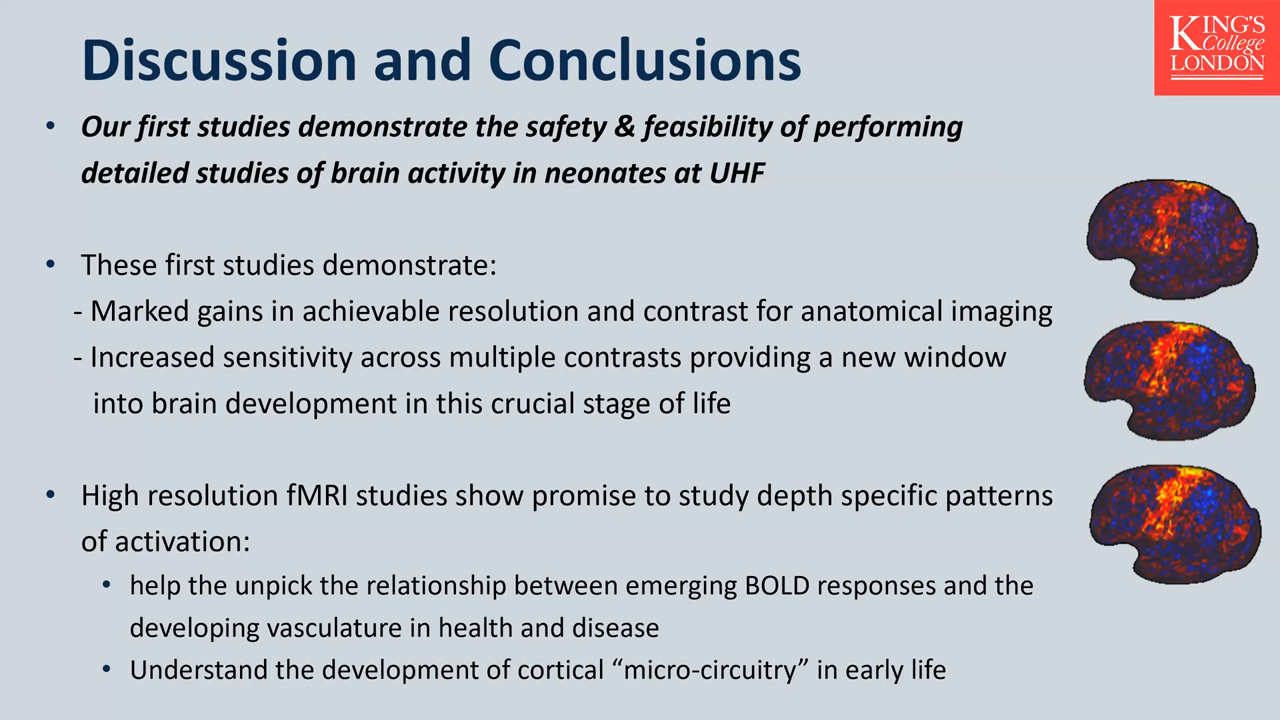 Discussion and Conclusions
KING'S
College
LONDON
• Our first studies demonstrate the safety & feasibility of performing
detailed studies of brain activity in neonates at UHF
• These first studies demonstrate:
- Marked gains in achievable resolution and contrast for anatomical imaging
- Increased sensitivity across multiple contrasts providing a new window
into brain development in this crucial stage of life
• High resolution fMRI studies show promise to study depth specific patterns
of activation:
• help the unpick the relationship between emerging BOLD responses and the
developing vasculature in health and disease
• Understand the development of cortical “micro-circuitry” in early life